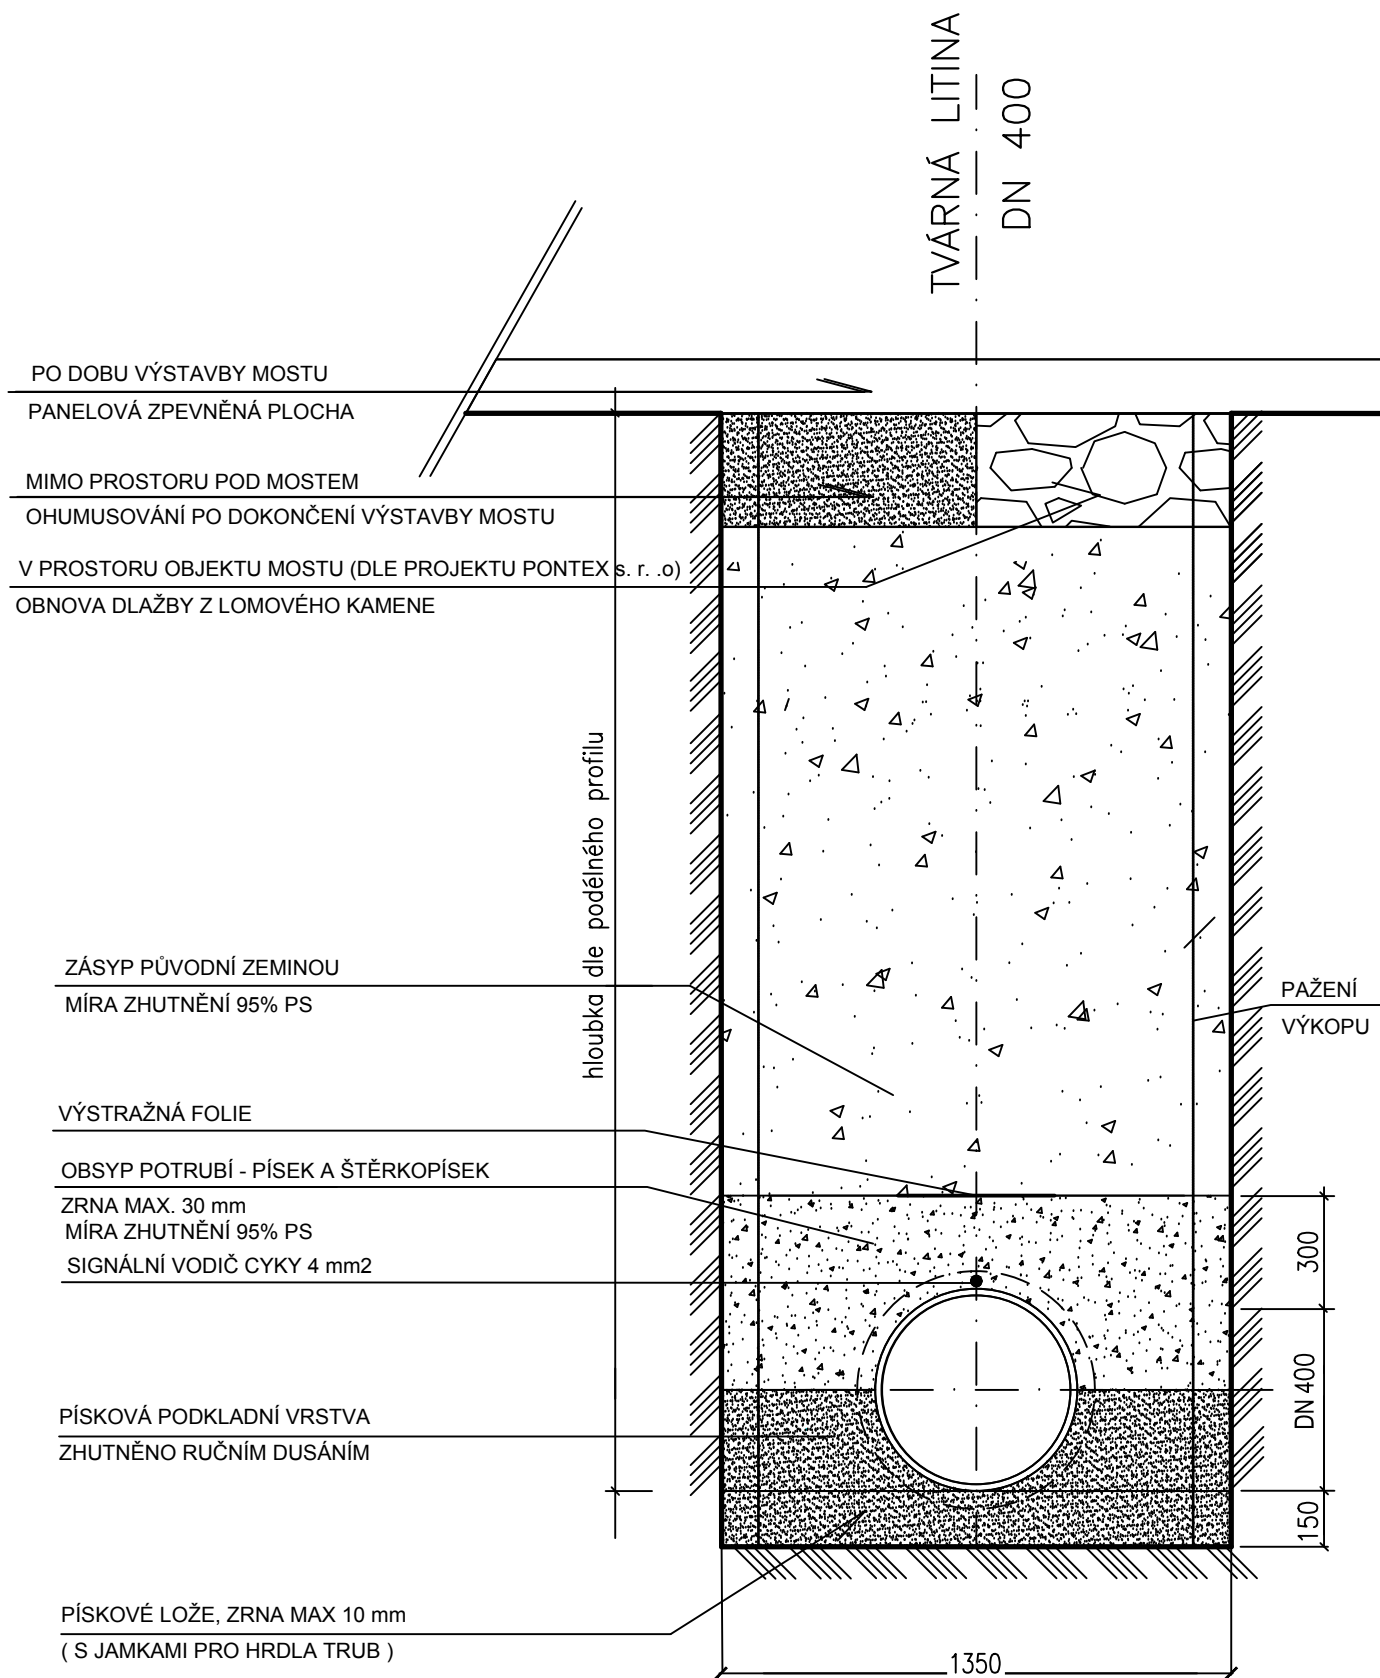 TVÁRNÁ LITINA
DN 400
PO DOBU VÝSTAVBY MOSTU
PANELOVÁ ZPEVNĚNÁ PLOCHA
MIMO PROSTORU POD MOSTEM
OHUMUSOVÁNÍ PO DOKONČENÍ VÝSTAVBY MOSTU
V PROSTORU OBJEKTU MOSTU (DLE PROJEKTU PONTEX s. r. .o)
OBNOVA DLAŽBY Z LOMOVÉHO KAMENE
hloubka dle podélného profilu
ZÁSYP PŮVODNÍ ZEMINOU
MÍRA ZHUTNĚNÍ 95% PS
PAŽENÍ
VÝKOPU
VÝSTRAŽNÁ FOLIE
OBSYP POTRUBÍ - PÍSEK A ŠTĚRKOPÍSEK
ZRNA MAX. 30 mm
MÍRA ZHUTNĚNÍ 95% PS
SIGNÁLNÍ VODIČ CYKY 4 mm2
300
DN 400
150
PÍSKOVÁ PODKLADNÍ VRSTVA
ZHUTNĚNO RUČNÍM DUSÁNÍM
PÍSKOVÉ LOŽE, ZRNA MAX 10 mm
( S JAMKAMI PRO HRDLA TRUB )
1350